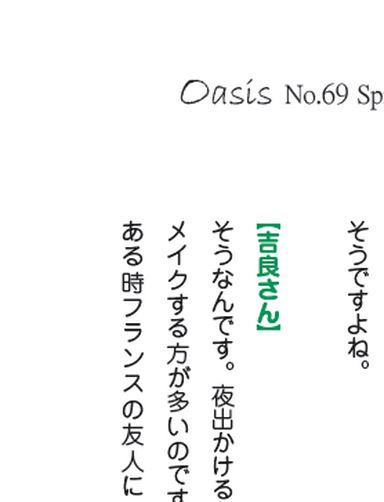 Oasis No.69 Sp
そうですよね。
【吉良さん】
そうなんです。夜出かける
メイクする方が多いのです
ある時フランスの友人に